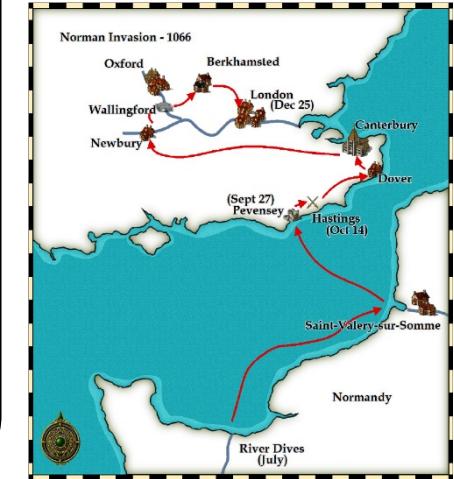 Norman Invasion - 1066
Oxford
Berkhamsted
London
(Dec 25)
Wallingford
Newbury
Canterbury
Dover
(Sept 27)
Pevensey
Hastings
(Oct 14)
Saint-Valery-sur-Somme
Normandy
River Dives
(July)